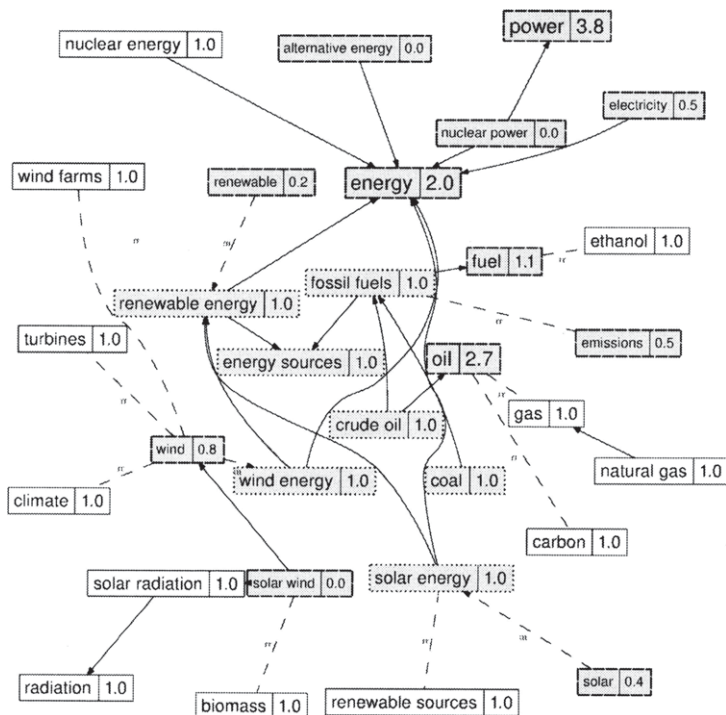 nuclear energy 1.0
alternative energy 0.0
power 3.8
electricity 0.5
nuclear power 0.0
wind farms 1.0
renewable 0.2
energy 2.0
ethanol 1.0
fuel 1.1
fossil fuels 1.0
renewable energy 1.0
turbines 1.0
energy sources 1.0
oil 2.7
emissions 0.5
gas 1.0
crude oil 1.0
wind 0.8
wind energy 1.0
coal 1.0
natural gas 1.0
climate 1.0
carbon 1.0
solar radiation 1.0
solar wind 0.0
solar energy 1.0
radiation 1.0
biomass 1.0
renewable sources 1.0
solar 0.4